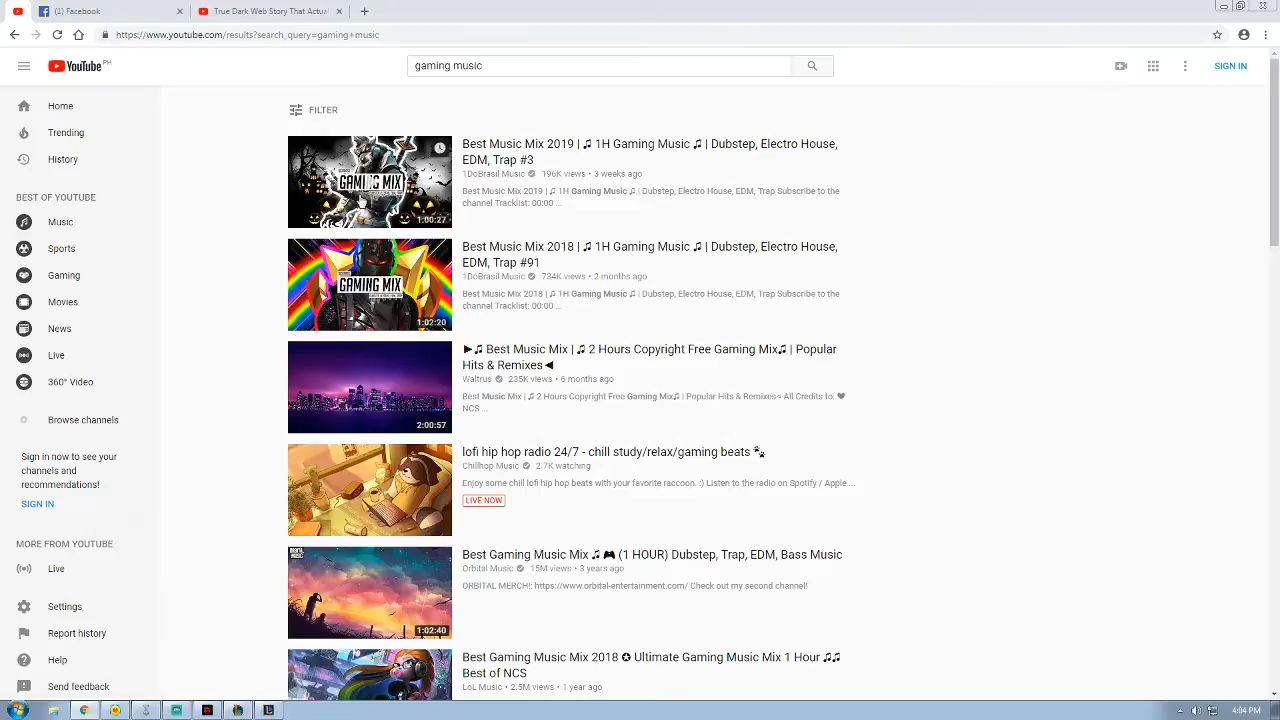 (1) Facebook
True Dark Web Story That Actual
https://www.youtube.com/results?search_query=gaming+music
YouTube PH
gaming music
SIGN IN
Home
Trending
History
BEST OF YOUTUBE
Music
Sports
Gaming
Movies
News
Live
360° Video
Browse channels
Sign in now to see your
channels and
recommendations!
SIGN IN
MORE FROM YOUTUBE
Live
Settings
Report history
Help
Send feedback
FILTER
GAMING MIX
1:00:27
Best Music Mix 2019 | ♫ 1H Gaming Music ♫ | Dubstep, Electro House,
EDM, Trap #3
1DoBrasil Music 196K views • 3 weeks ago
Best Music Mix 2019 | ♫ 1H Gaming Music ♫ | Dubstep, Electro House, EDM, Trap Subscribe to the
channel Tracklist: 00:00 ...
GAMING MIX
1:02:20
Best Music Mix 2018 | ♫ 1H Gaming Music ♫ | Dubstep, Electro House,
EDM, Trap #91
1DoBrasil Music 734K views • 2 months ago
Best Music Mix 2018 | ♫ 1H Gaming Music ♫ | Dubstep, Electro House, EDM, Trap Subscribe to the
channel Tracklist: 00:00 ...
2:00:57
►♫ Best Music Mix | ♫ 2 Hours Copyright Free Gaming Mix♫ | Popular
Hits & Remixes◄
Waltrus 235K views • 6 months ago
Best Music Mix | ♫ 2 Hours Copyright Free Gaming Mix♫ | Popular Hits & Remixes◃ All Credits to: ♥
NCS ...
lofi hip hop radio 24/7 - chill study/relax/gaming beats 🐾
Chillhop Music 2.7K watching
Enjoy some chill lofi hip hop beats with your favorite raccoon. :) Listen to the radio on Spotify / Apple ...
LIVE NOW
ORBITAL
MUSIC
1:02:40
Best Gaming Music Mix ♫ 🎮 (1 HOUR) Dubstep, Trap, EDM, Bass Music
Orbital Music 15M views • 3 years ago
ORBITAL MERCH!: https://www.orbital-entertainment.com/ Check out my second channel!
Best Gaming Music Mix 2018 ✪ Ultimate Gaming Music Mix 1 Hour ♫♫
Best of NCS
LoL Music • 2.5M views • 1 year ago
4:04 PM